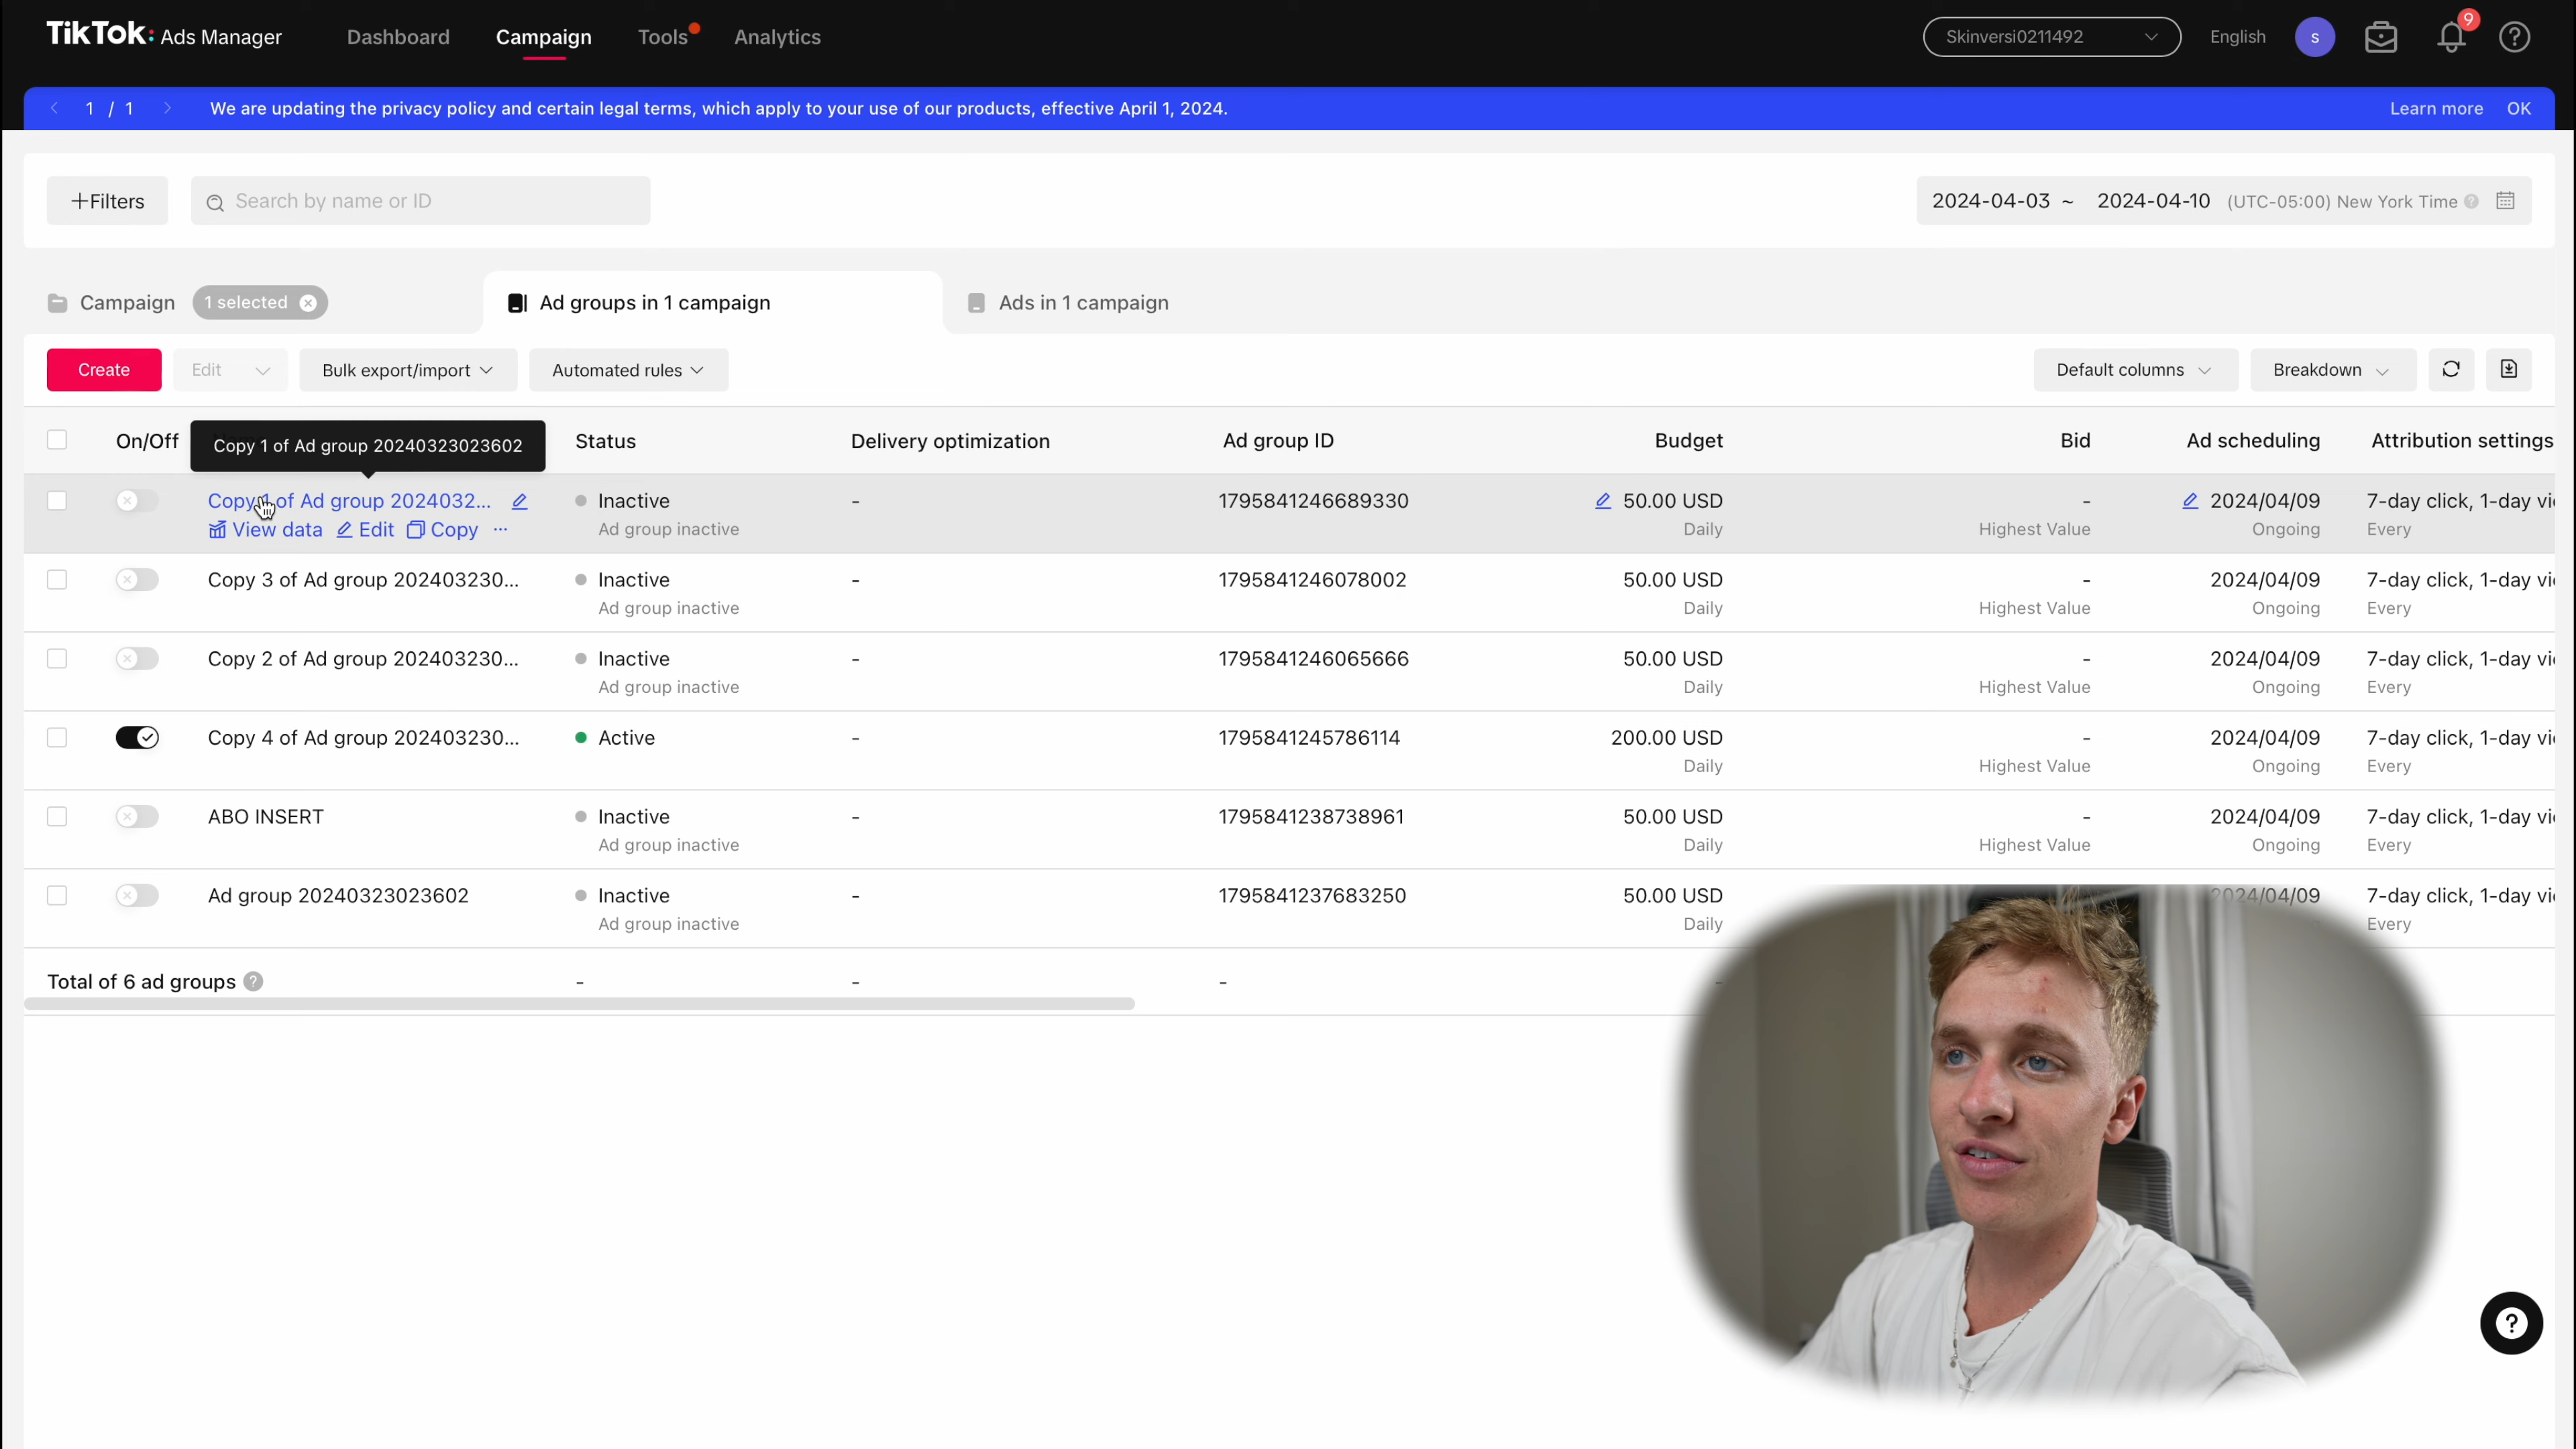 TikTok: Ads Manager Dashboard Campaign Tools Analytics Skinversi0211492 English S 9
1 / 1 We are updating the privacy policy and certain legal terms, which apply to your use of our products, effective April 1, 2024. Learn more OK
+Filters Search by name or ID 2024-04-03 ~ 2024-04-10 (UTC-05:00) New York Time
Campaign 1 selected Ad groups in 1 campaign Ads in 1 campaign
Create Edit Bulk export/import Automated rules Default columns Breakdown
On/Off Copy 1 of Ad group 20240323023602 Status Delivery optimization Ad group ID Budget Bid Ad scheduling Attribution settings
Copy 1 of Ad group 2024032... Inactive - 1795841246689330 50.00 USD - 2024/04/09 7-day click, 1-day vi
View data Edit Copy ... Ad group inactive Daily Highest Value Ongoing Every
Copy 3 of Ad group 202403230... Inactive - 1795841246078002 50.00 USD - 2024/04/09 7-day click, 1-day vi
Ad group inactive Daily Highest Value Ongoing Every
Copy 2 of Ad group 202403230... Inactive - 1795841246065666 50.00 USD - 2024/04/09 7-day click, 1-day vi
Ad group inactive Daily Highest Value Ongoing Every
Copy 4 of Ad group 202403230... Active - 1795841245786114 200.00 USD - 2024/04/09 7-day click, 1-day vi
Daily Highest Value Ongoing Every
ABO INSERT Inactive - 1795841238738961 50.00 USD - 2024/04/09 7-day click, 1-day vi
Ad group inactive Daily Highest Value Ongoing Every
Ad group 20240323023602 Inactive - 1795841237683250 50.00 USD 2024/04/09 7-day click, 1-day vi
Ad group inactive Daily Every
Total of 6 ad groups - - - -